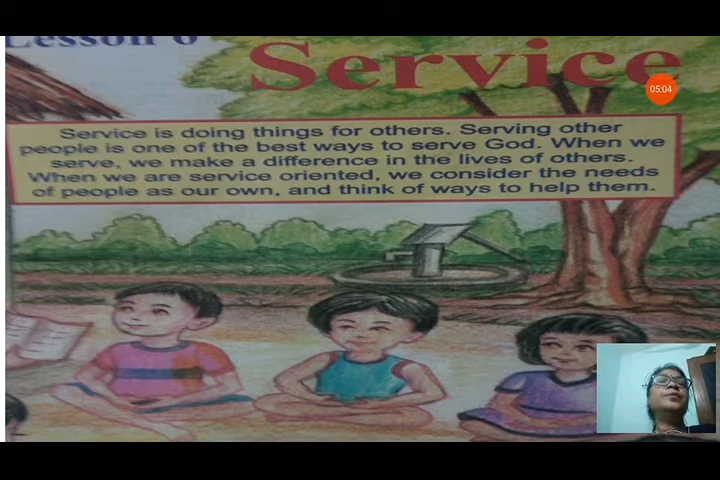 Lesson 6
Service
05:04
Service is doing things for others. Serving other
people is one of the best ways to serve God. When we
serve, we make a difference in the lives of others.
When we are service oriented, we consider the needs
of people as our own, and think of ways to help them.